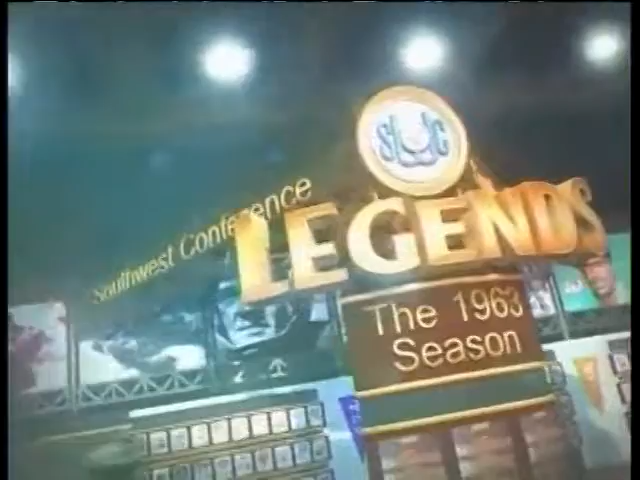 SWC
Southwest Conference
LEGENDS
The 1963
Season